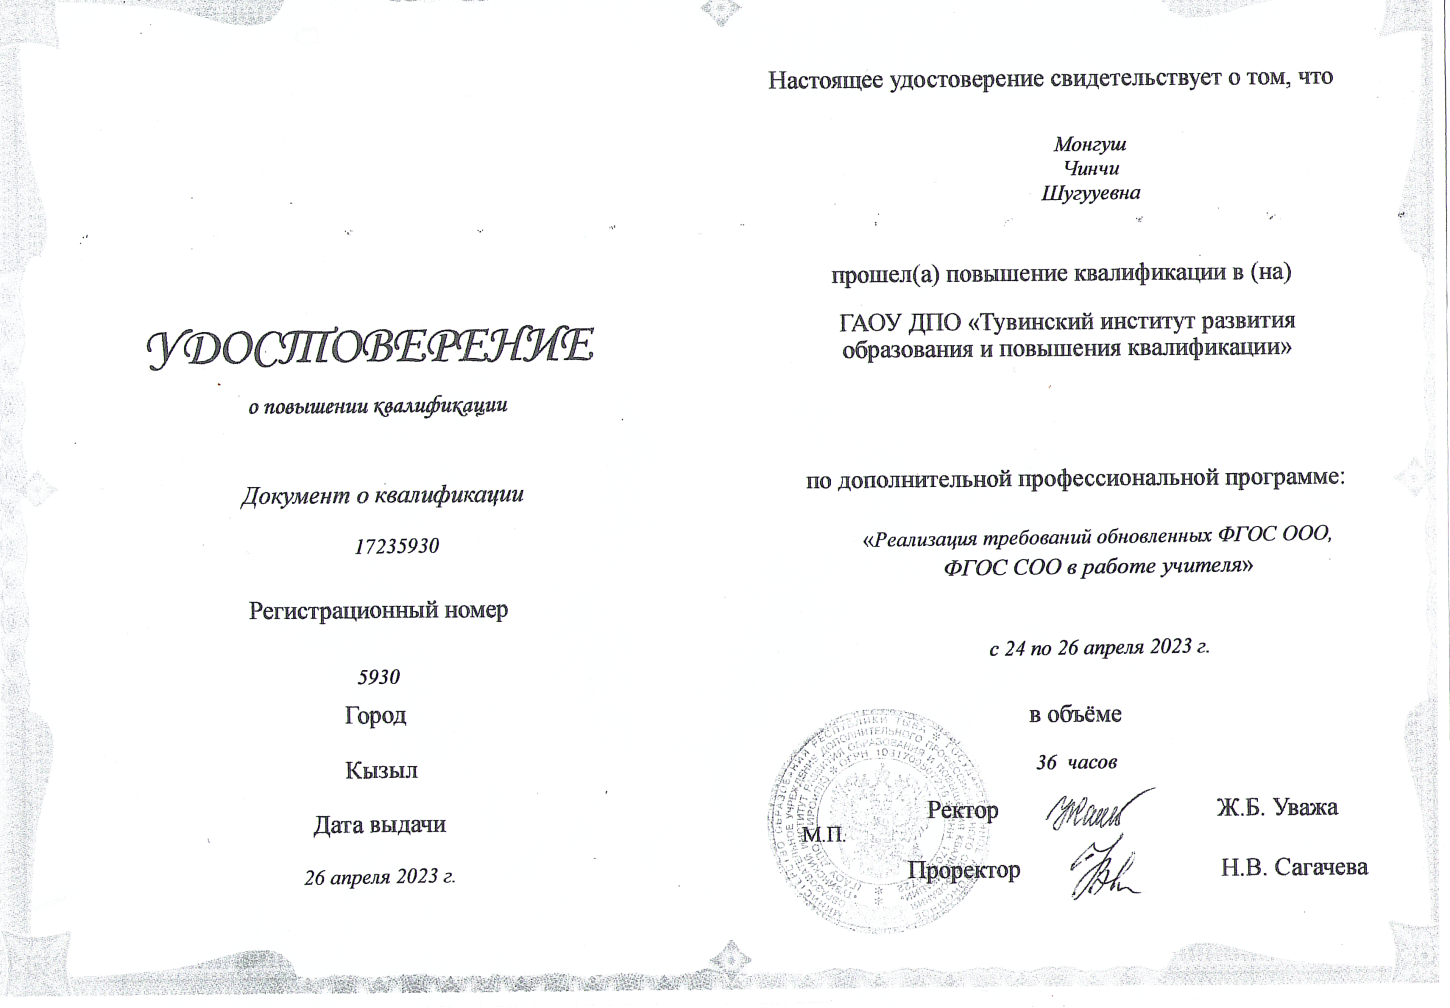 УДОСТОВЕРЕНИЕ
о повышении квалификации
Документ о квалификации
17235930
Регистрационный номер
5930
Город
Кызыл
Дата выдачи
26 апреля 2023 г.
Настоящее удостоверение свидетельствует о том, что
Монгуш
Чинчи
Шугууевна
прошел(а) повышение квалификации в (на)
ГАОУ ДПО «Тувинский институт развития
образования и повышения квалификации»
по дополнительной профессиональной программе:
«Реализация требований обновленных ФГОС ООО,
ФГОС СОО в работе учителя»
с 24 по 26 апреля 2023 г.
в объёме
36 часов
Ректор Ж.Б. Уважа
М.П.
Проректор Н.В. Сагачева